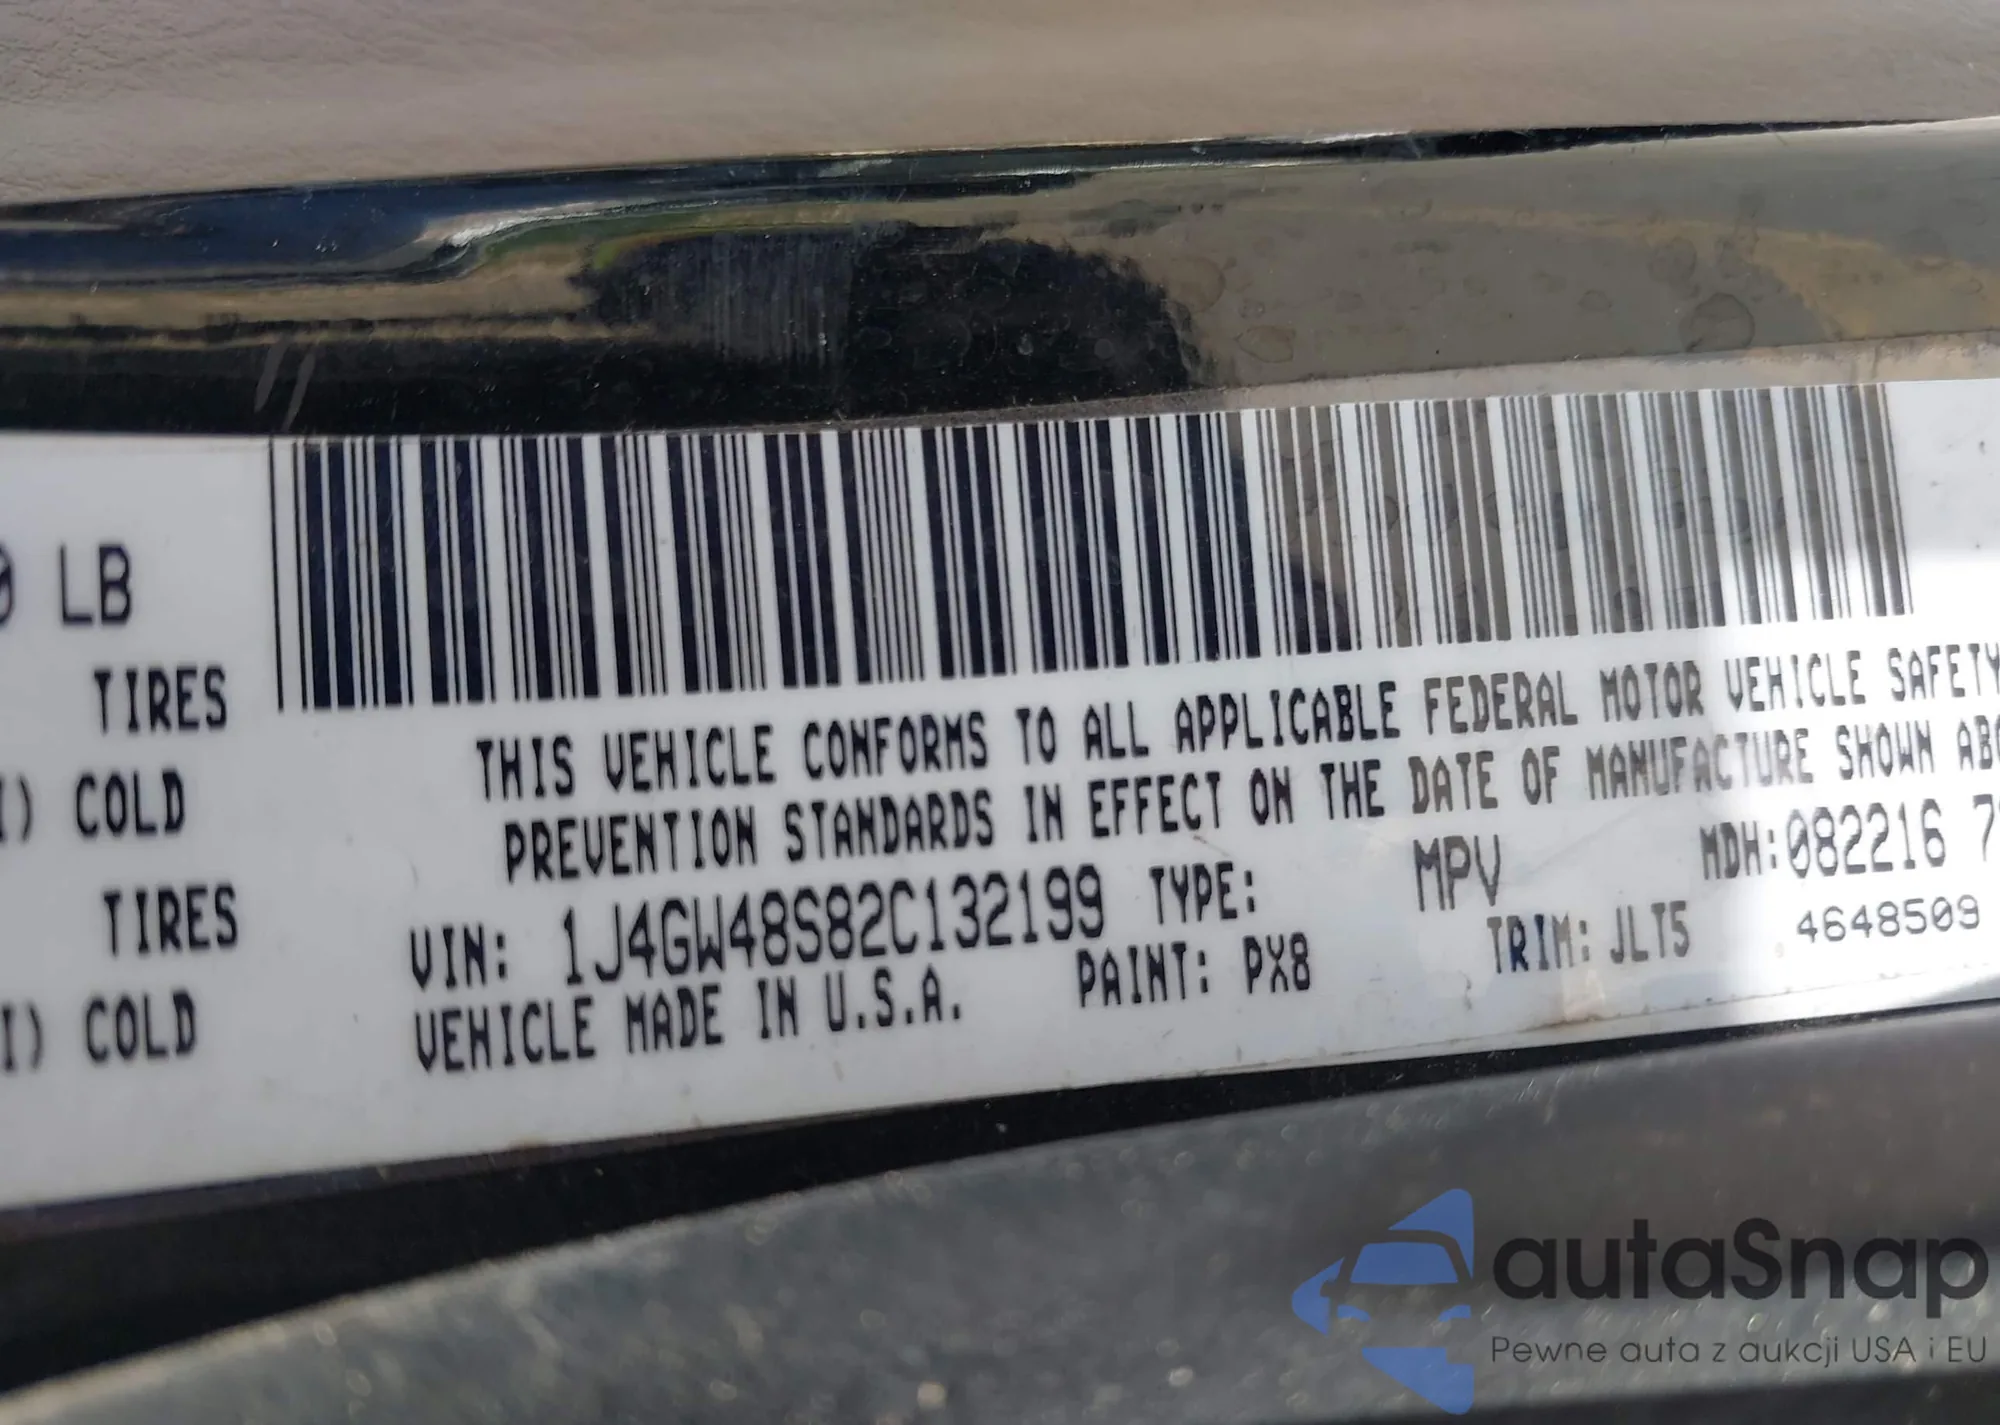 LB
TIRES
COLD
TIRES
COLD
THIS VEHICLE CONFORMS TO ALL APPLICABLE FEDERAL MOTOR VEHICLE SAFETY
PREVENTION STANDARDS IN EFFECT ON THE DATE OF MANUFACTURE SHOWN
VIN: 1J4GW48S82C132199 TYPE: MPV MDH: 082216
VEHICLE MADE IN U.S.A. PAINT: PX8 TRIM: JLT5 4648509
autaSnap
Pewne auta z aukcji USA i EU